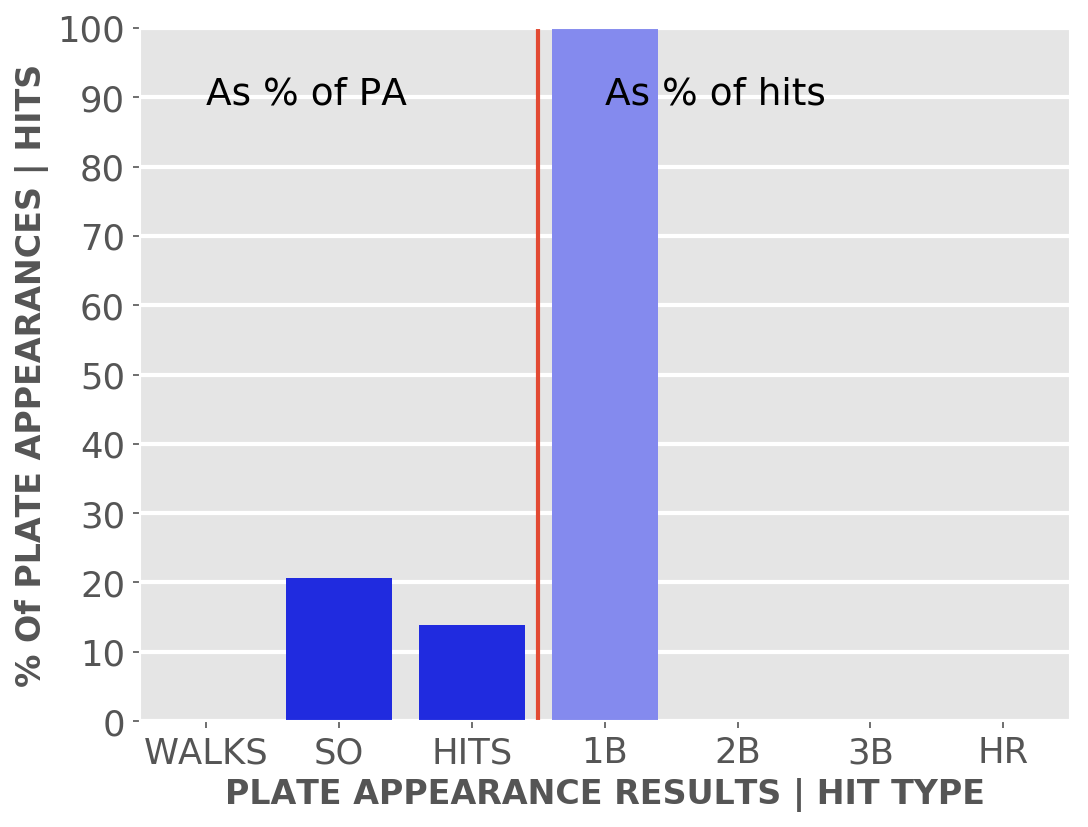 % Of PLATE APPEARANCES | HITS
100
90
80
70
60
50
40
30
20
10
0
As % of PA
As % of hits
WALKS SO HITS 1B 2B 3B HR
PLATE APPEARANCE RESULTS | HIT TYPE